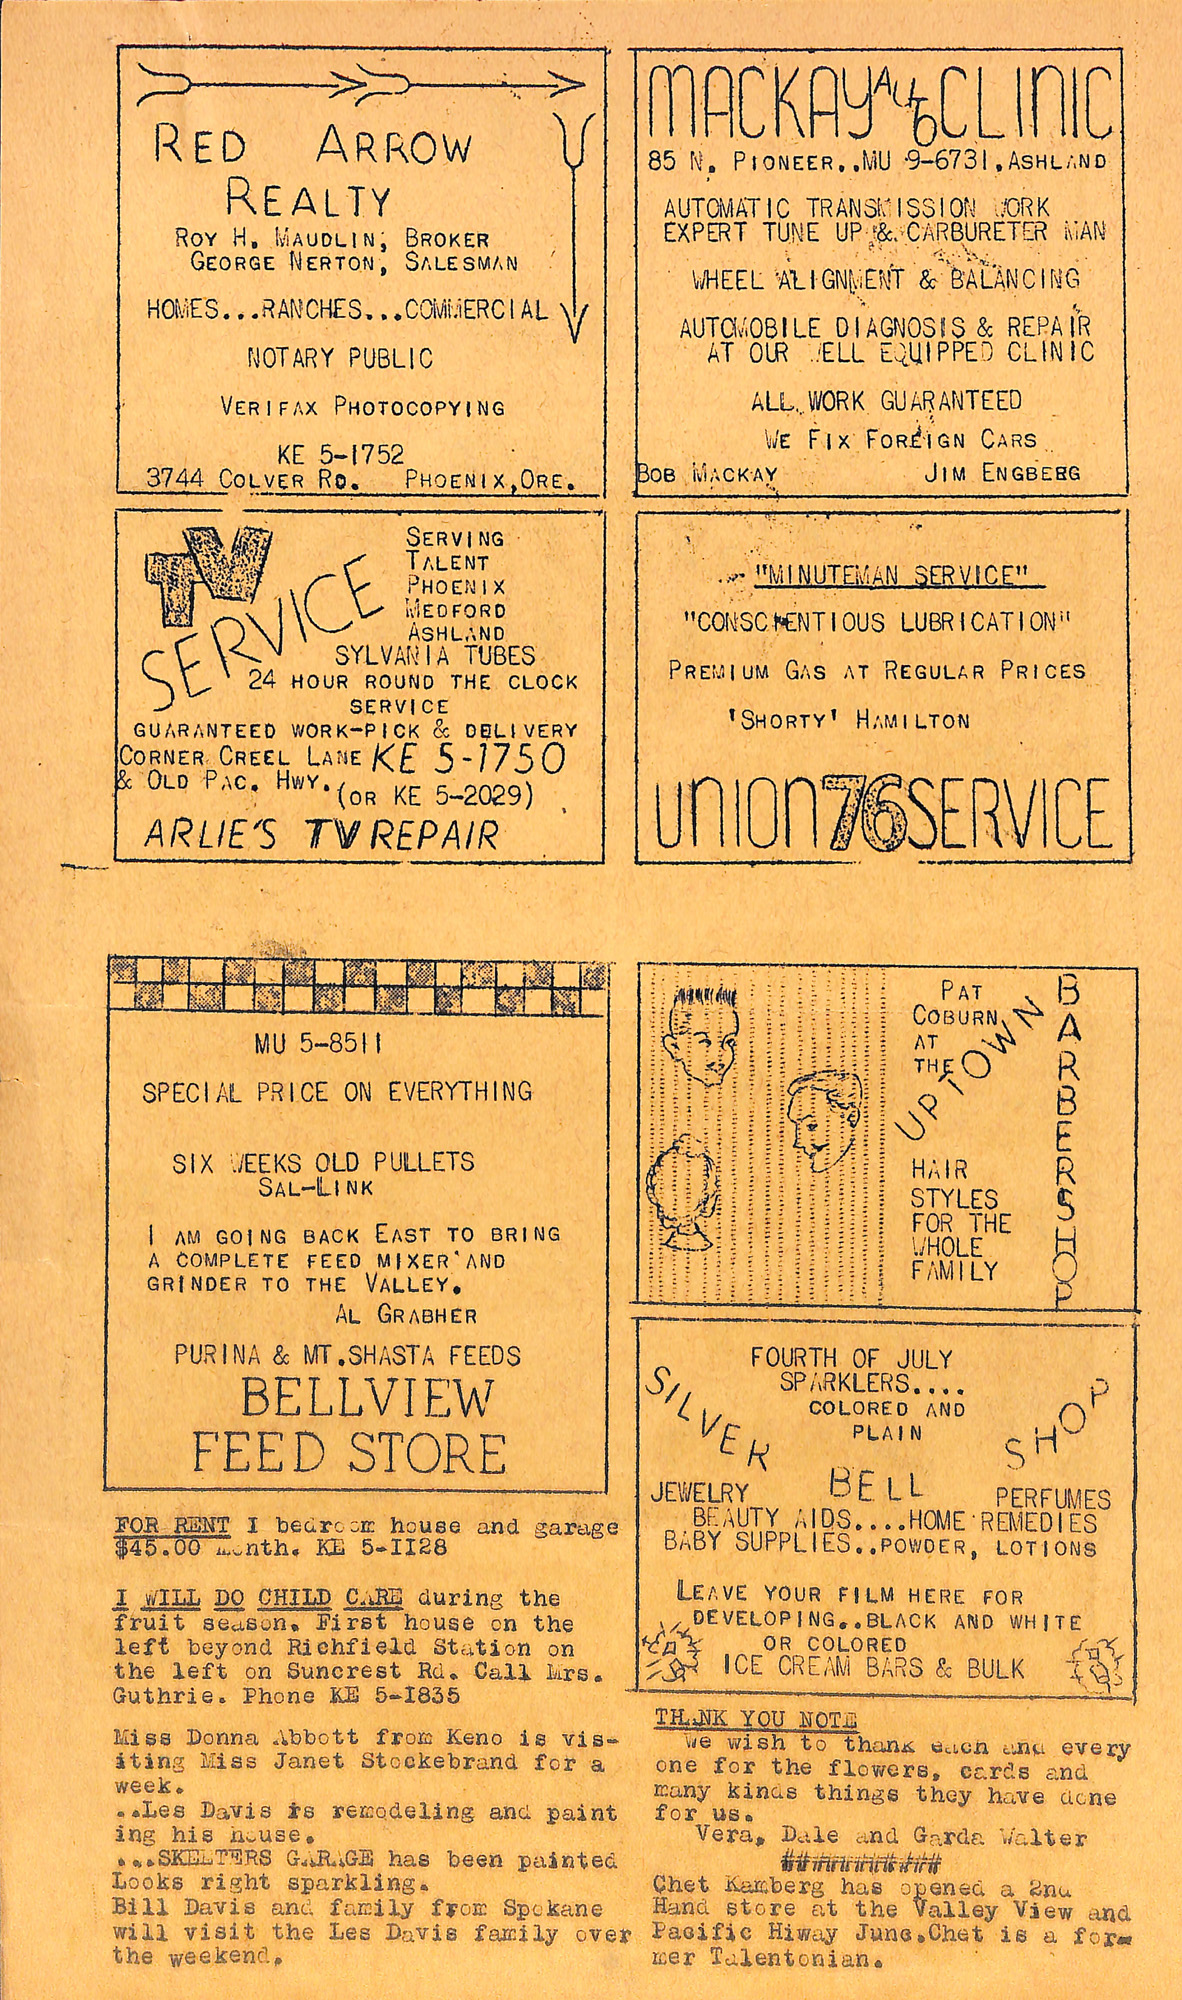 RED ARROW
REALTY
ROY H. MAUDLIN, BROKER
GEORGE NERTON, SALESMAN
HOMES...RANCHES...COMMERCIAL
NOTARY PUBLIC
VERIFAX PHOTOCOPYING
KE 5-1752
3744 COLVER RD. PHOENIX,ORE.
MACKAY AUTO CLINIC
85 N. PIONEER..MU 9-6731.ASHLAND
AUTOMATIC TRANSMISSION WORK
EXPERT TUNE UP & CARBURETER MAN
WHEEL ALIGNMENT & BALANCING
AUTOMOBILE DIAGNOSIS & REPAIR
AT OUR WELL EQUIPPED CLINIC
ALL WORK GUARANTEED
WE FIX FOREIGN CARS
BOB MACKAY JIM ENGBERG
TV
SERVICE
SERVING
TALENT
PHOENIX
MEDFORD
ASHLAND
SYLVANIA TUBES
24 HOUR ROUND THE CLOCK
SERVICE
GUARANTEED WORK-PICK & DELIVERY
CORNER CREEL LANE KE 5-1750
& OLD PAC. HWY. (OR KE 5-2029)
ARLIE'S TV REPAIR
"MINUTEMAN SERVICE"
"CONSCIENTIOUS LUBRICATION"
PREMIUM GAS AT REGULAR PRICES
'SHORTY' HAMILTON
UNION 76 SERVICE
MU 5-8511
SPECIAL PRICE ON EVERYTHING
SIX WEEKS OLD PULLETS
SAL-LINK
I AM GOING BACK EAST TO BRING
A COMPLETE FEED MIXER AND
GRINDER TO THE VALLEY.
AL GRABHER
PURINA & MT.SHASTA FEEDS
BELLVIEW
FEED STORE
PAT
COBURN
AT
THE
UPTOWN
BARBERSHOP
HAIR
STYLES
FOR THE
WHOLE
FAMILY
FOURTH OF JULY
SPARKLERS....
COLORED AND
PLAIN
SILVER
BELL
SHOP
JEWELRY PERFUMES
BEAUTY AIDS....HOME REMEDIES
BABY SUPPLIES..POWDER, LOTIONS
LEAVE YOUR FILM HERE FOR
DEVELOPING..BLACK AND WHITE
OR COLORED
ICE CREAM BARS & BULK
FOR RENT I bedroom house and garage
$45.00 month. KE 5-II28
I WILL DO CHILD CARE during the
fruit season. First house on the
left beyond Richfield Station on
the left on Suncrest Rd. Call Mrs.
Guthrie. Phone KE 5-I835
Miss Donna Abbott from Keno is vis-
iting Miss Janet Stockebrand for a
week.
..Les Davis is remodeling and paint
ing his house.
...SKELTERS GARAGE has been painted
Looks right sparkling.
Bill Davis and family from Spokane
will visit the Les Davis family over
the weekend.
THANK YOU NOTE
We wish to thank each and every
one for the flowers, cards and
many kinds things they have done
for us.
Vera, Dale and Garda Walter
##########
Chet Kamberg has opened a 2nd
Hand store at the Valley View and
Pacific Hiway Junc.Chet is a for-
mer Talentonian.